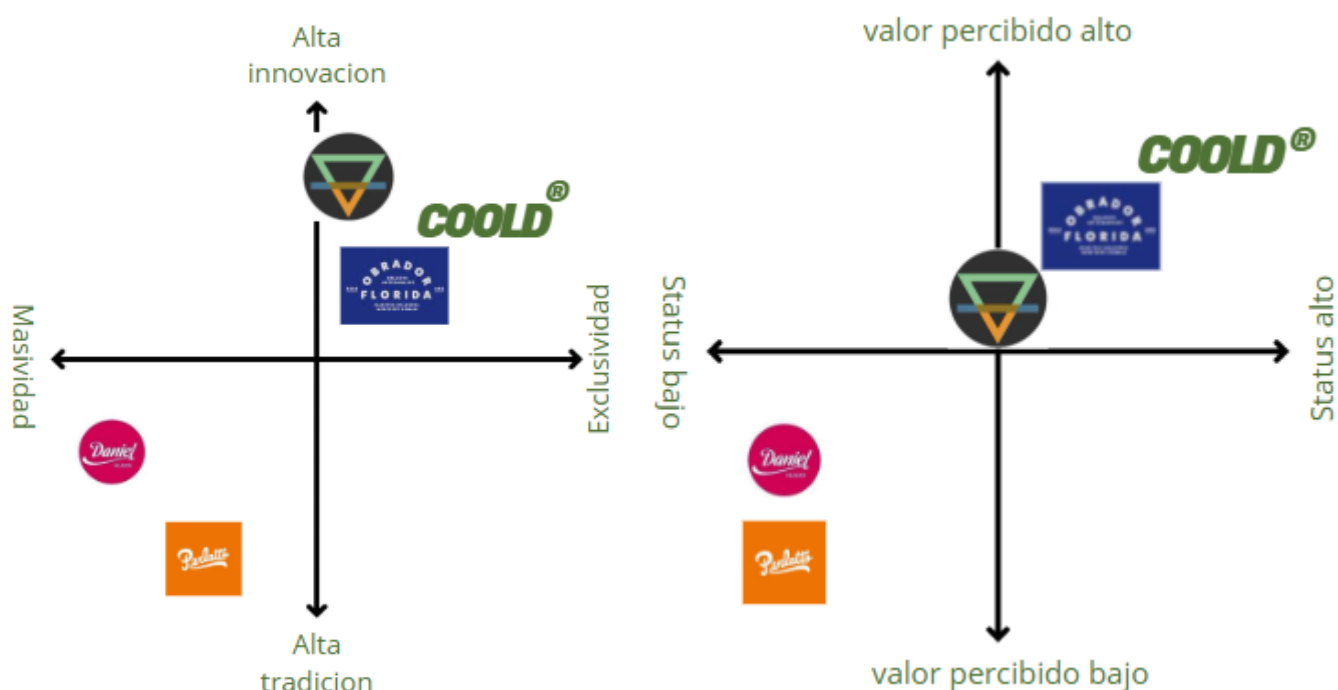 Alta
innovacion
COOLD®
OBRADOR
FLORIDA
Masividad
Exclusividad
Daniel
Alta
tradicion
valor percibido alto
COOLD®
OBRADOR
FLORIDA
Status bajo
Status alto
Daniel
valor percibido bajo